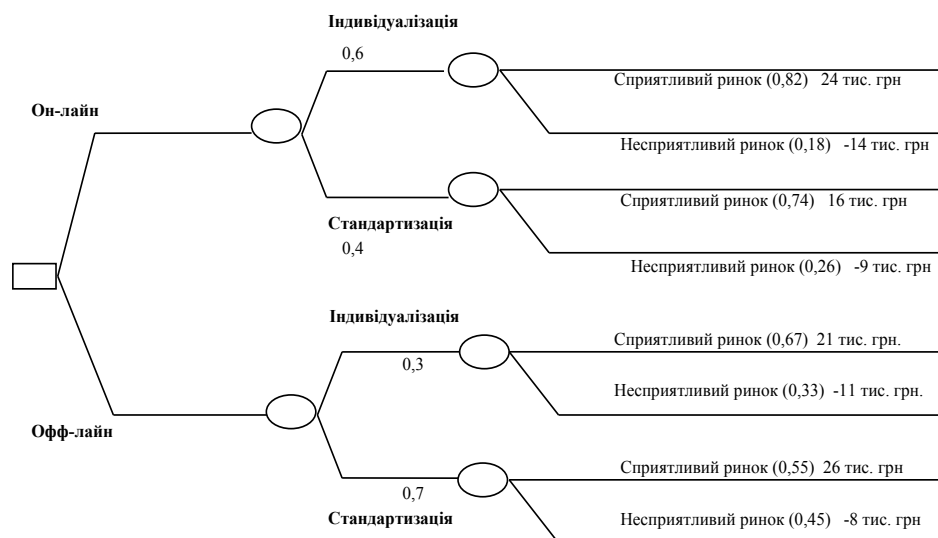 Індивідуалізація
0,6
Сприятливий ринок (0,82) 24 тис. грн
Он-лайн
Несприятливий ринок (0,18) -14 тис. грн
Сприятливий ринок (0,74) 16 тис. грн
Стандартизація
0,4
Несприятливий ринок (0,26) -9 тис. грн
Індивідуалізація
0,3
Сприятливий ринок (0,67) 21 тис. грн.
Несприятливий ринок (0,33) -11 тис. грн.
Офф-лайн
Сприятливий ринок (0,55) 26 тис. грн
0,7
Стандартизація
Несприятливий ринок (0,45) -8 тис. грн